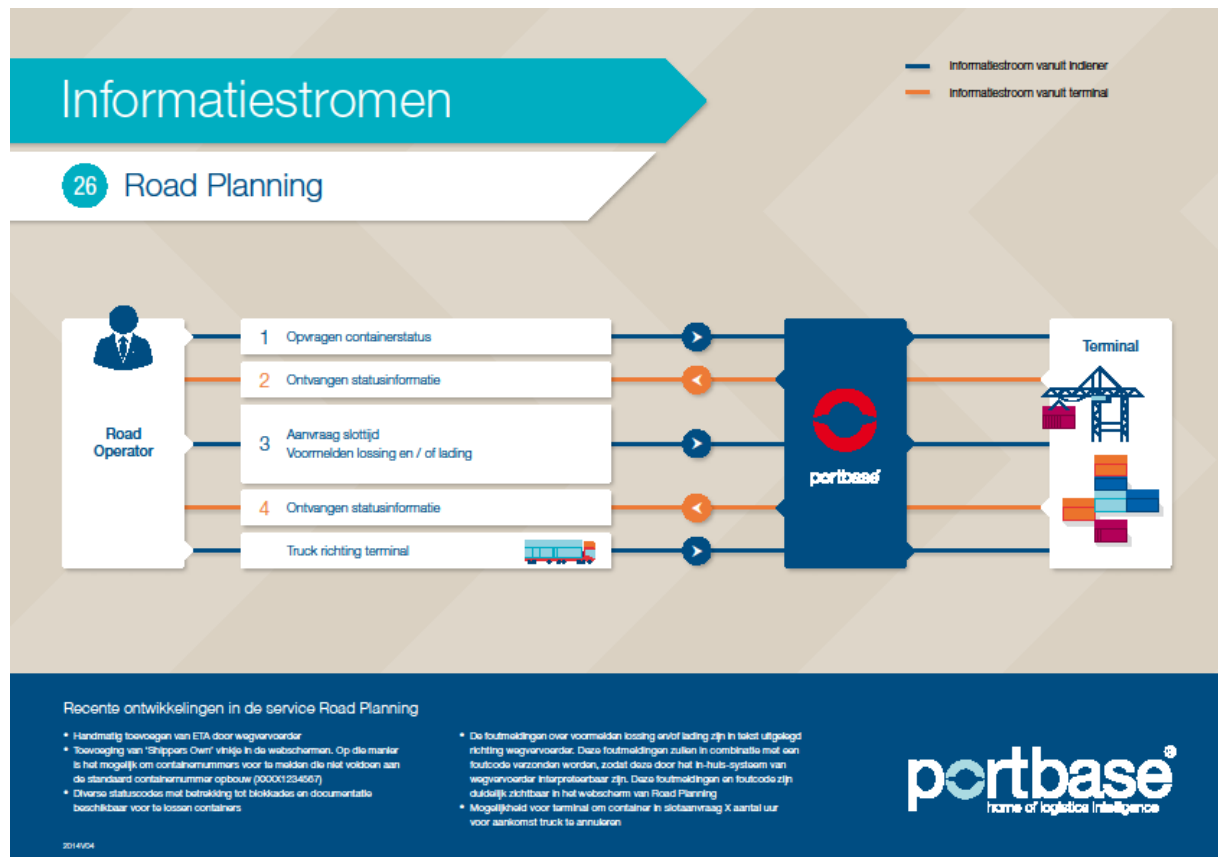 Informatiestromen
Informatiestroom vanuit indiener
Informatiestroom vanuit terminal
26 Road Planning
Road
Operator
1 Opvragen containerstatus
2 Ontvangen statusinformatie
3 Aanvraag slottijd
Voormelden lossing en / of lading
4 Ontvangen statusinformatie
Truck richting terminal
portbase
Terminal
Recente ontwikkelingen in de service Road Planning
* Handmatig toevoegen van ETA door wegvervoerder
* Toevoeging van 'Shippers Own' vinkje in de webschermen. Op die manier
is het mogelijk om containernummers voor te melden die niet voldoen aan
de standaard containernummer opbouw (XXXX1234567)
* Diverse statuscodes met betrekking tot blokkades en documentatie
beschikbaar voor te lossen containers
* De foutmeldingen over voormelden lossing en/of lading zijn in tekst uitgelegd
richting wegvervoerder. Deze foutmeldingen zullen in combinatie met een
foutcode verzonden worden, zodat deze door het in-huis-systeem van
wegvervoerder interpreteerbaar zijn. Deze foutmeldingen en foutcode zijn
duidelijk zichtbaar in het webscherm van Road Planning
* Mogelijkheid voor terminal om container in slotaanvraag X aantal uur
voor aankomst truck te annuleren
portbase®
home of logistics intelligence
2014V04